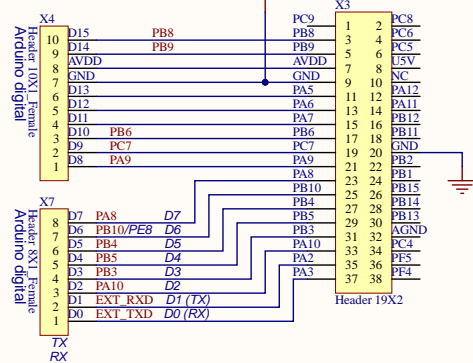 X4
Header 10X1_Female
Arduino digital
10 D15 PB8
9 D14 PB9
8 AVDD
7 GND
6 D13
5 D12
4 D11
3 D10 PB6
2 D9 PC7
1 D8 PA9
X7
Header 8X1_Female
Arduino digital
8 D7 PA8 D7
7 D6 PB10/PE8 D6
6 D5 PB4 D5
5 D4 PB5 D4
4 D3 PB3 D3
3 D2 PA10 D2
2 D1 EXT_RXD D1 (TX)
1 D0 EXT_TXD D0 (RX)
TX
RX
X3
PC9 1 2 PC8
PB8 3 4 PC6
PB9 5 6 PC5
AVDD 7 8 U5V
GND 9 10 NC
PA5 11 12 PA12
PA6 13 14 PA11
PA7 15 16 PB12
PB6 17 18 PB11
PC7 19 20 GND
PA9 21 22 PB2
PA8 23 24 PB1
PB10 25 26 PB15
PB4 27 28 PB14
PB5 29 30 PB13
PB3 31 32 AGND
PA10 33 34 PC4
PA2 35 36 PF5
PA3 37 38 PF4
Header 19X2